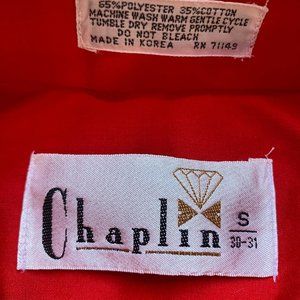 65%POLYESTER 35%COTTON
MACHINE WASH WARM GENTLE CYCLE
TUMBLE DRY REMOVE PROMPTLY
DO NOT BLEACH
MADE IN KOREA RN 71149
Chaplin
S
30-31